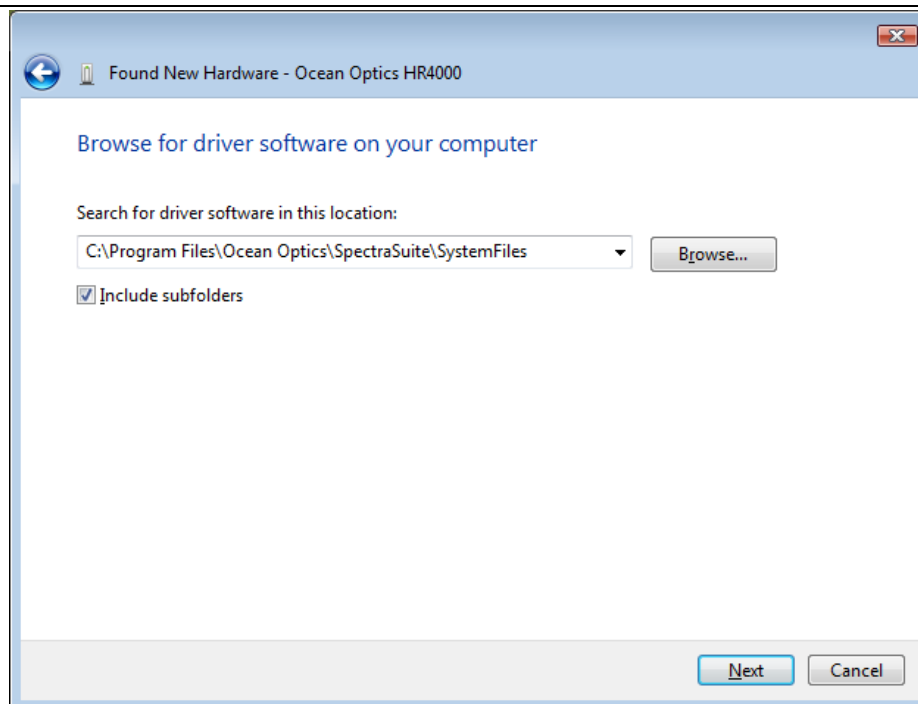 Found New Hardware - Ocean Optics HR4000
Browse for driver software on your computer
Search for driver software in this location:
C:\Program Files\Ocean Optics\SpectraSuite\SystemFiles
Browse...
Include subfolders
Next
Cancel